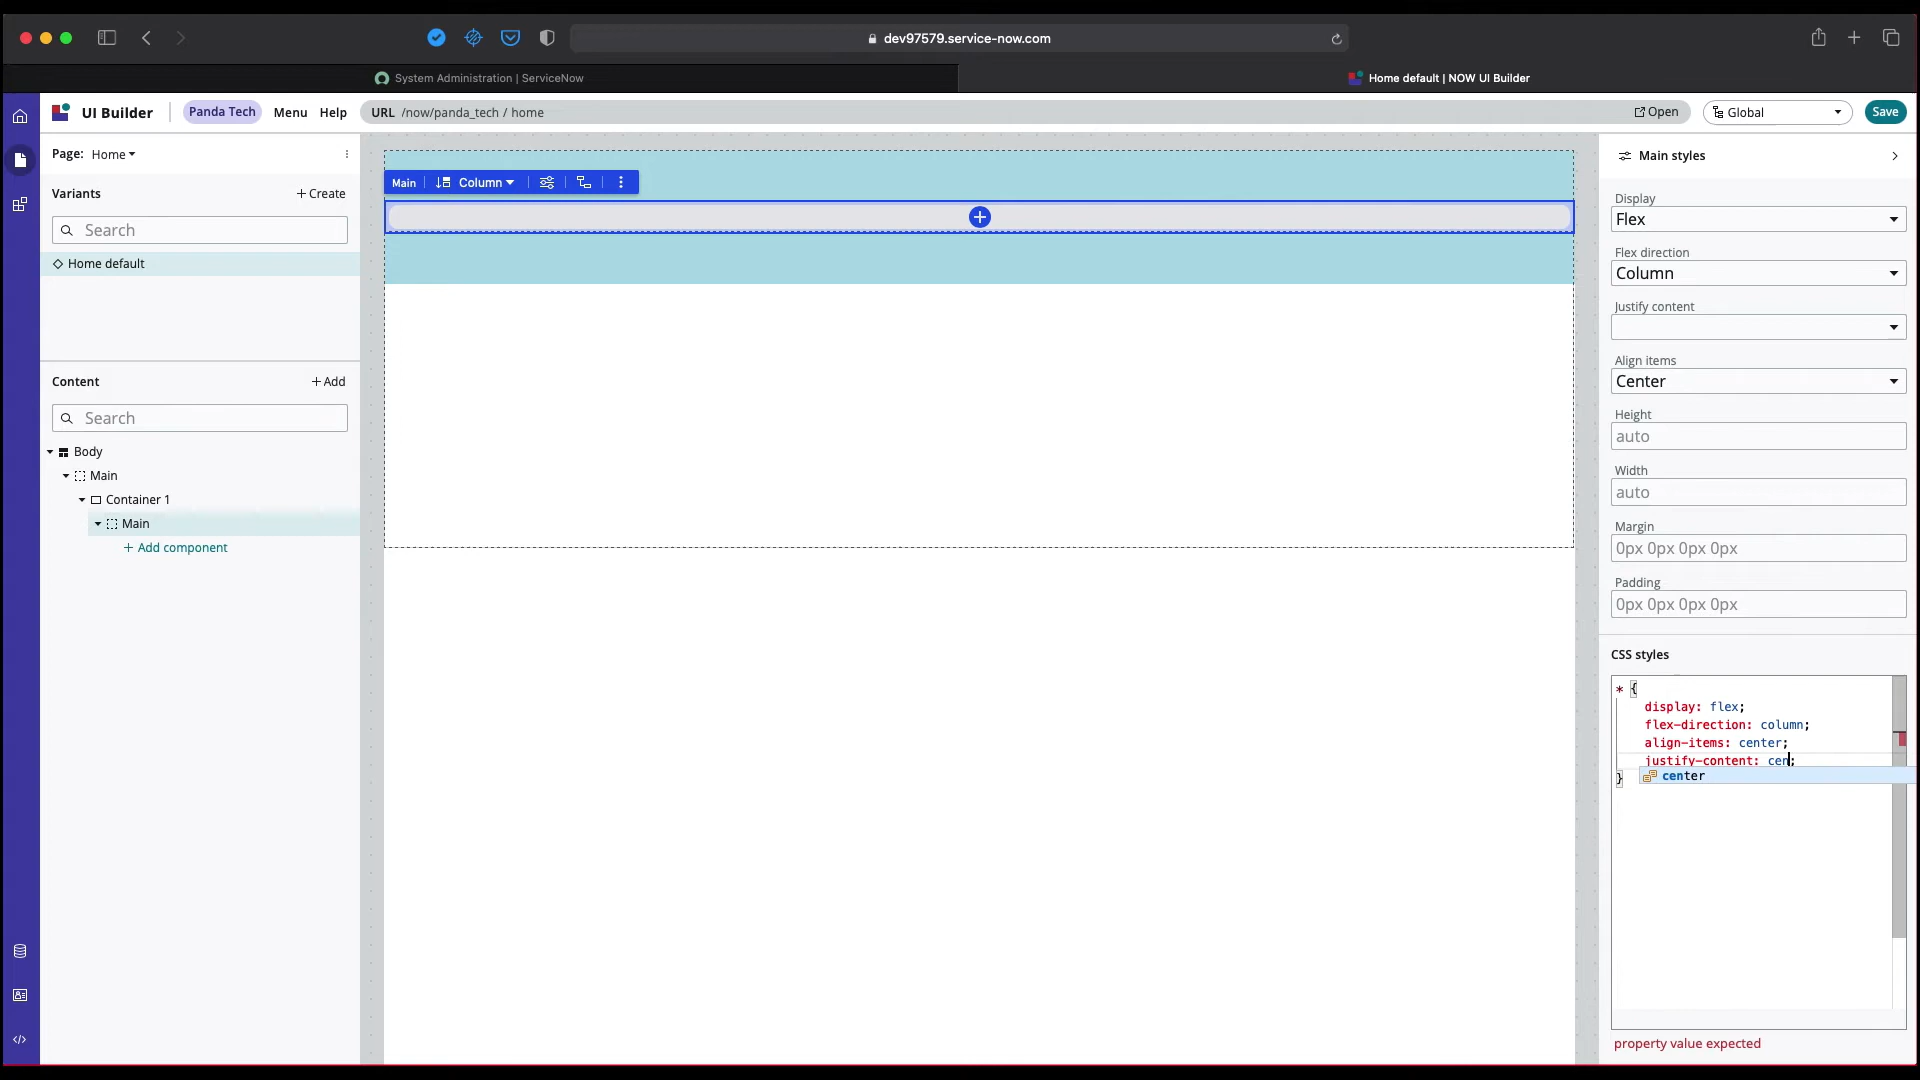 dev97579.service-now.com
System Administration | ServiceNow
Home default | NOW UI Builder
UI Builder
Panda Tech
Menu
Help
URL /now/panda_tech / home
Open
Global
Save
Page: Home
Variants
+ Create
Search
Home default
Content
+ Add
Search
Body
Main
Container 1
Main
+ Add component
Main
Column
Main styles
Display
Flex
Flex direction
Column
Justify content
Align items
Center
Height
auto
Width
auto
Margin
0px 0px 0px 0px
Padding
0px 0px 0px 0px
CSS styles
* {
display: flex;
flex-direction: column;
align-items: center;
justify-content: cen;
center
}
property value expected